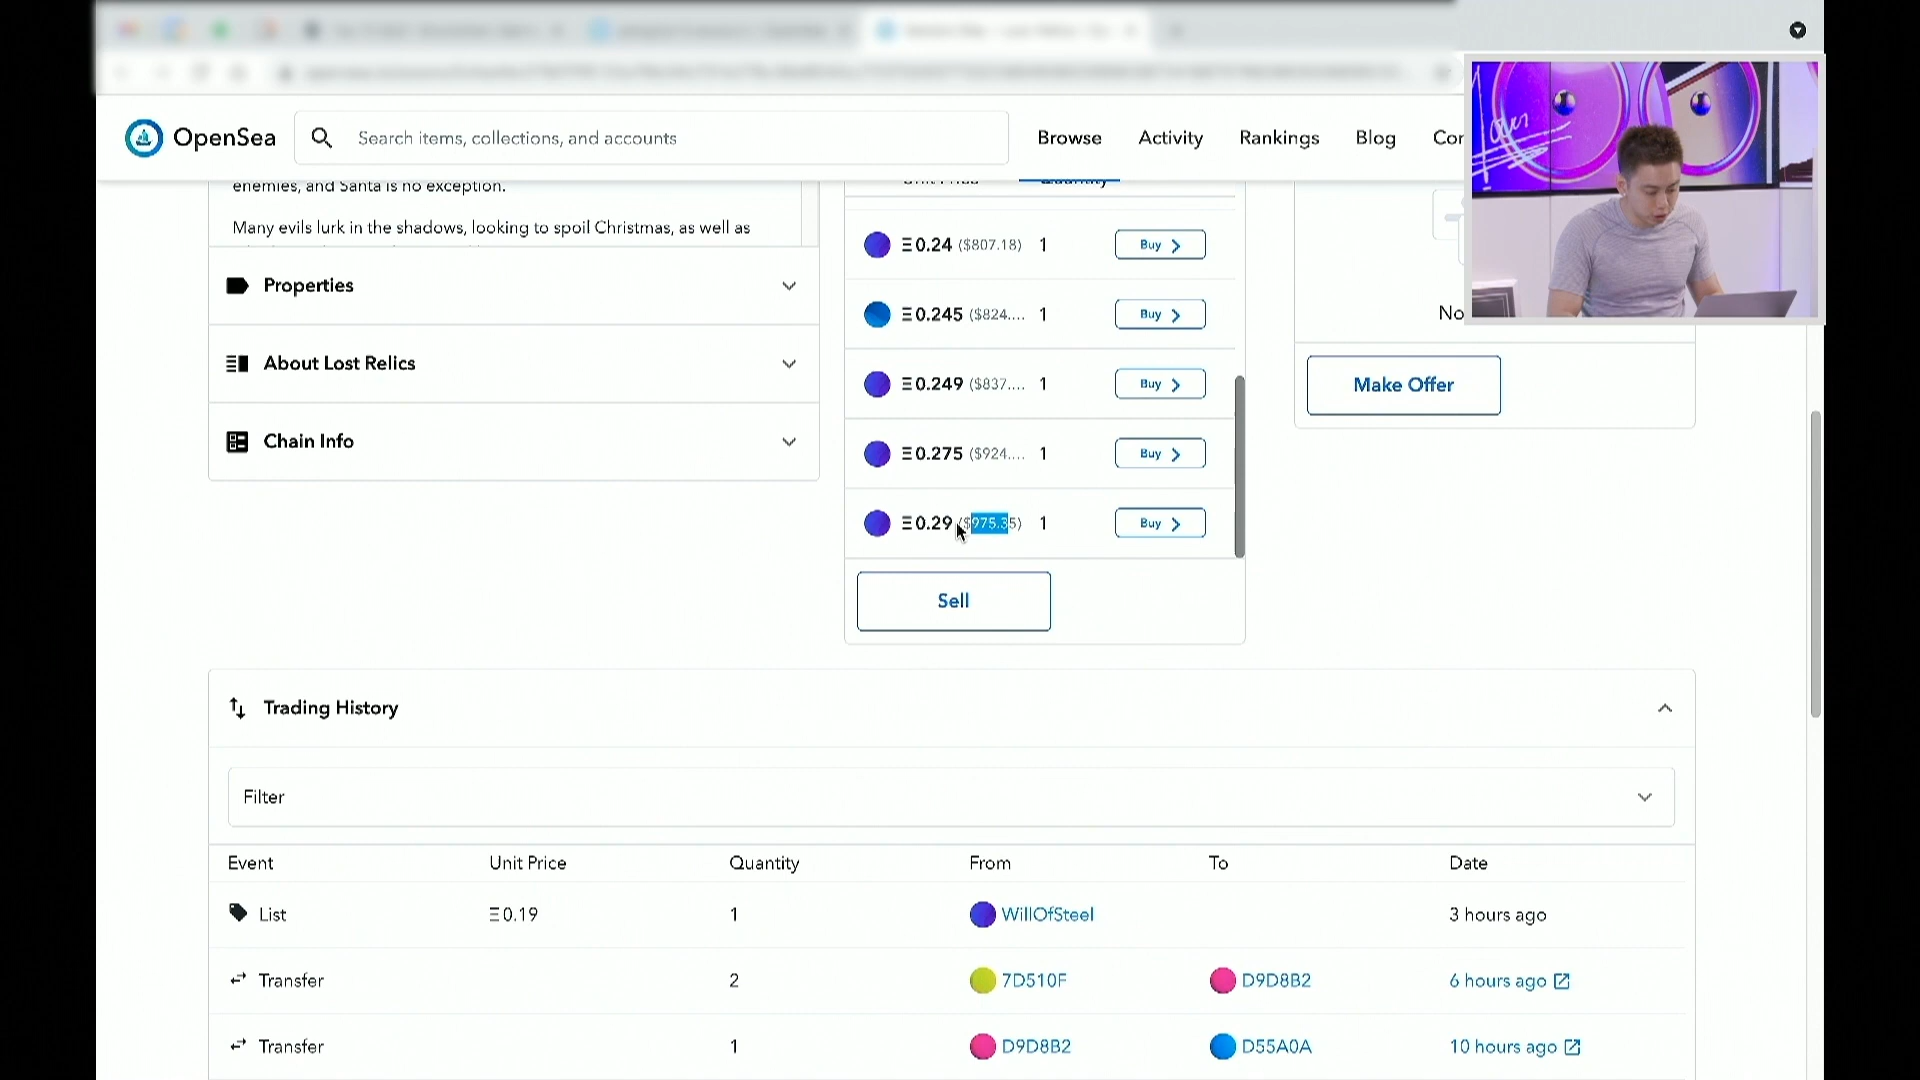 OpenSea
Search items, collections, and accounts
Browse
Activity
Rankings
Blog
enemies, and Santa is no exception.
Many evils lurk in the shadows, looking to spoil Christmas, as well as
Properties
About Lost Relics
Chain Info
Unit Price Quantity
Ξ0.24 ($807.18) 1 Buy
Ξ0.245 ($824.... 1 Buy
Ξ0.249 ($837.... 1 Buy
Ξ0.275 ($924.... 1 Buy
Ξ0.29 ($975.35) 1 Buy
Sell
No
Make Offer
Trading History
Filter
Event Unit Price Quantity From To Date
List Ξ0.19 1 WillOfSteel 3 hours ago
Transfer 2 7D510F D9D8B2 6 hours ago
Transfer 1 D9D8B2 D55A0A 10 hours ago